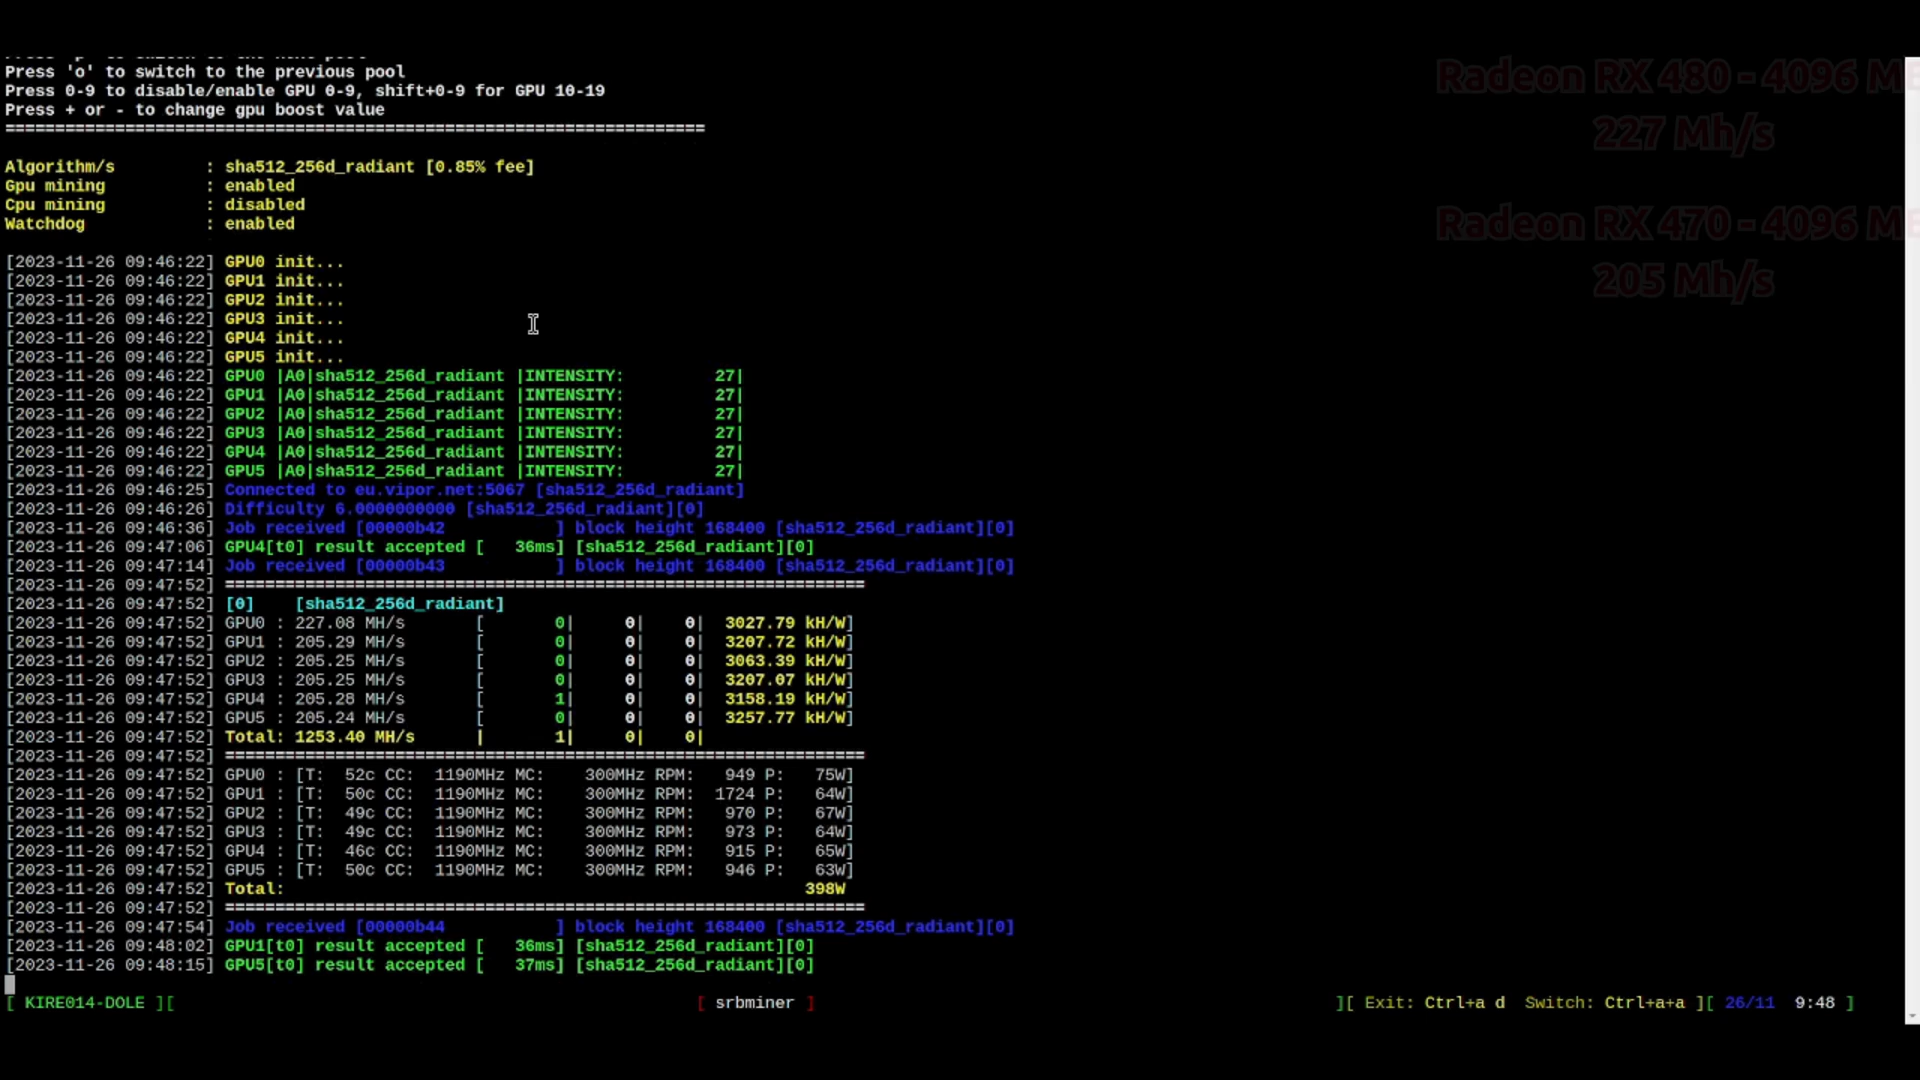 Press 'o' to switch to the previous pool
Press 0-9 to disable/enable GPU 0-9, shift+0-9 for GPU 10-19
Press + or - to change gpu boost value
======================================================================
Algorithm/s : sha512_256d_radiant [0.85% fee]
Gpu mining : enabled
Cpu mining : disabled
Watchdog : enabled
[2023-11-26 09:46:22] GPU0 init...
[2023-11-26 09:46:22] GPU1 init...
[2023-11-26 09:46:22] GPU2 init...
[2023-11-26 09:46:22] GPU3 init...
[2023-11-26 09:46:22] GPU4 init...
[2023-11-26 09:46:22] GPU5 init...
[2023-11-26 09:46:22] GPU0 |A0|sha512_256d_radiant |INTENSITY: 27|
[2023-11-26 09:46:22] GPU1 |A0|sha512_256d_radiant |INTENSITY: 27|
[2023-11-26 09:46:22] GPU2 |A0|sha512_256d_radiant |INTENSITY: 27|
[2023-11-26 09:46:22] GPU3 |A0|sha512_256d_radiant |INTENSITY: 27|
[2023-11-26 09:46:22] GPU4 |A0|sha512_256d_radiant |INTENSITY: 27|
[2023-11-26 09:46:22] GPU5 |A0|sha512_256d_radiant |INTENSITY: 27|
[2023-11-26 09:46:25] Connected to eu.vipor.net:5067 [sha512_256d_radiant]
[2023-11-26 09:46:26] Difficulty 6.0000000000 [sha512_256d_radiant][0]
[2023-11-26 09:46:36] Job received [00000b42 ] block height 168400 [sha512_256d_radiant][0]
[2023-11-26 09:47:06] GPU4[t0] result accepted [ 36ms] [sha512_256d_radiant][0]
[2023-11-26 09:47:14] Job received [00000b43 ] block height 168400 [sha512_256d_radiant][0]
[2023-11-26 09:47:52] ================================================================
[2023-11-26 09:47:52] [0] [sha512_256d_radiant]
[2023-11-26 09:47:52] GPU0 : 227.08 MH/s [ 0| 0| 0| 3027.79 kH/W]
[2023-11-26 09:47:52] GPU1 : 205.29 MH/s [ 0| 0| 0| 3207.72 kH/W]
[2023-11-26 09:47:52] GPU2 : 205.25 MH/s [ 0| 0| 0| 3063.39 kH/W]
[2023-11-26 09:47:52] GPU3 : 205.25 MH/s [ 0| 0| 0| 3207.07 kH/W]
[2023-11-26 09:47:52] GPU4 : 205.28 MH/s [ 1| 0| 0| 3158.19 kH/W]
[2023-11-26 09:47:52] GPU5 : 205.24 MH/s [ 0| 0| 0| 3257.77 kH/W]
[2023-11-26 09:47:52] Total: 1253.40 MH/s | 1| 0| 0|
[2023-11-26 09:47:52] ================================================================
[2023-11-26 09:47:52] GPU0 : [T: 52c CC: 1190MHz MC: 300MHz RPM: 949 P: 75W]
[2023-11-26 09:47:52] GPU1 : [T: 50c CC: 1190MHz MC: 300MHz RPM: 1724 P: 64W]
[2023-11-26 09:47:52] GPU2 : [T: 49c CC: 1190MHz MC: 300MHz RPM: 970 P: 67W]
[2023-11-26 09:47:52] GPU3 : [T: 49c CC: 1190MHz MC: 300MHz RPM: 973 P: 64W]
[2023-11-26 09:47:52] GPU4 : [T: 46c CC: 1190MHz MC: 300MHz RPM: 915 P: 65W]
[2023-11-26 09:47:52] GPU5 : [T: 50c CC: 1190MHz MC: 300MHz RPM: 946 P: 63W]
[2023-11-26 09:47:52] Total: 398W
[2023-11-26 09:47:52] ================================================================
[2023-11-26 09:47:54] Job received [00000b44 ] block height 168400 [sha512_256d_radiant][0]
[2023-11-26 09:48:02] GPU1[t0] result accepted [ 36ms] [sha512_256d_radiant][0]
[2023-11-26 09:48:15] GPU5[t0] result accepted [ 37ms] [sha512_256d_radiant][0]
[ KIRE014-DOLE ][ [ srbminer ] ][ Exit: Ctrl+a d Switch: Ctrl+a+a ][ 26/11 9:48 ]
Radeon RX 480 - 4096 M
227 Mh/s
Radeon RX 470 - 4096 M
205 Mh/s